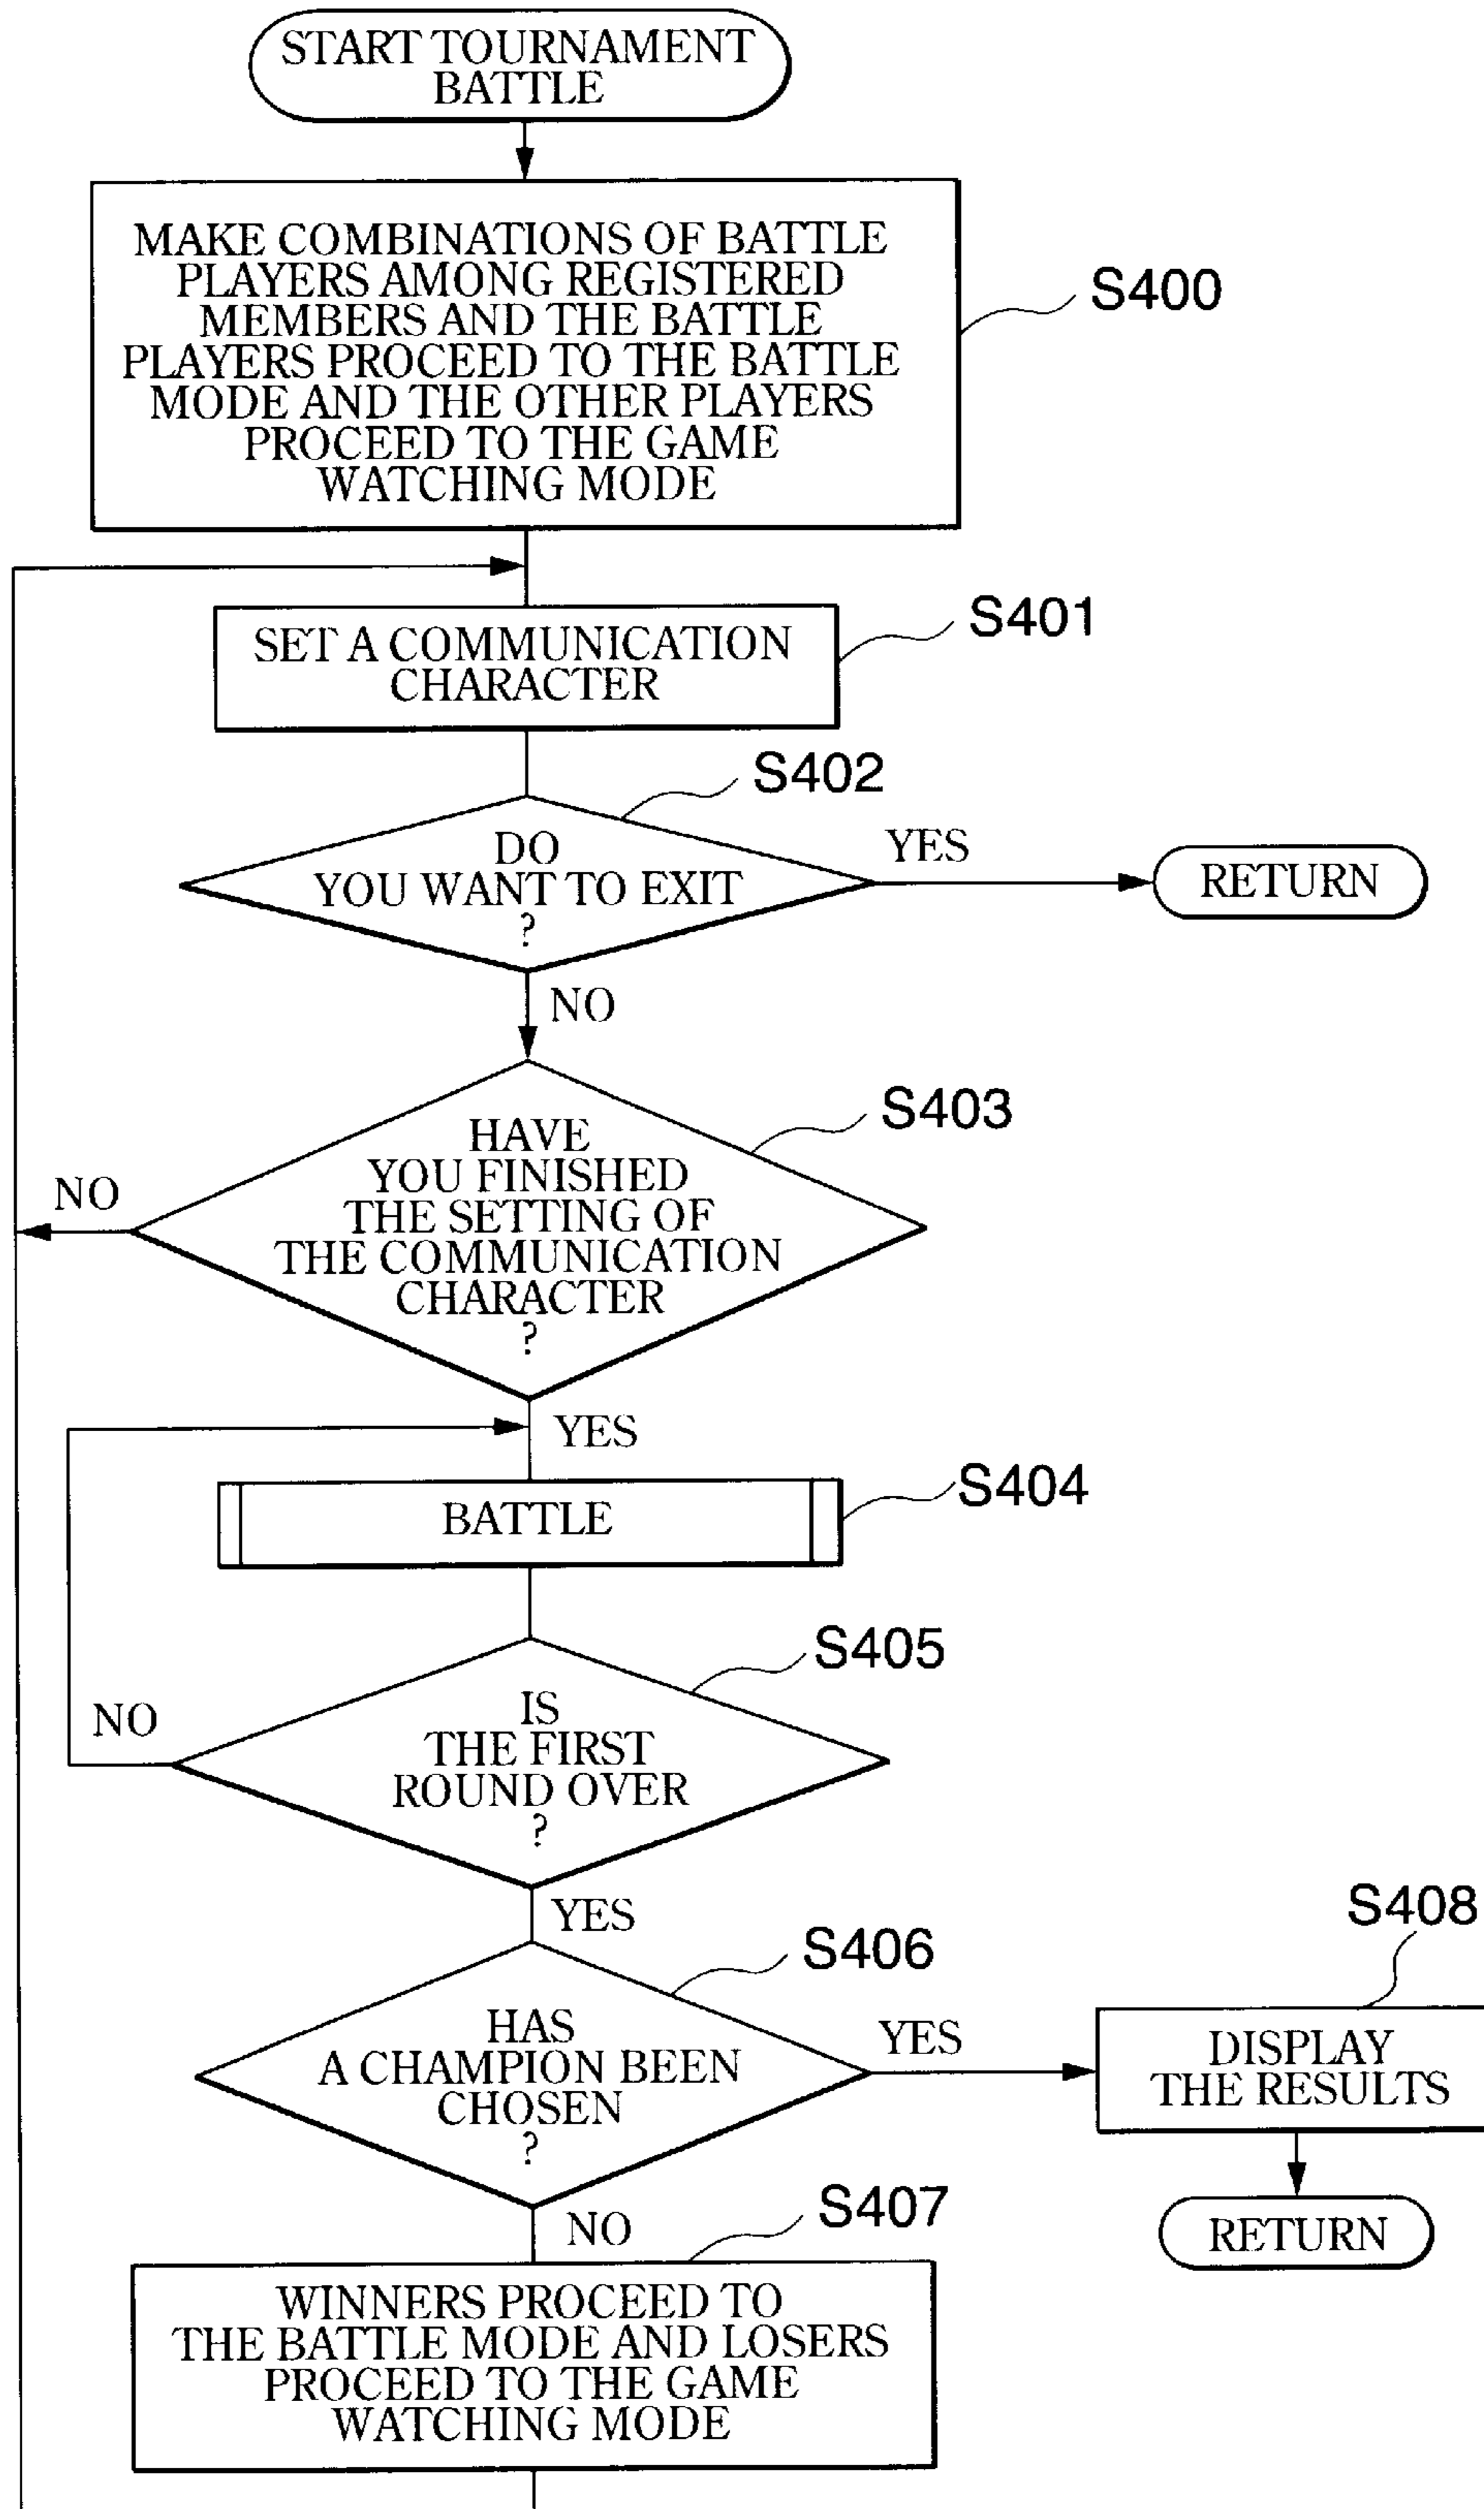 START TOURNAMENT
BATTLE
MAKE COMBINATIONS OF BATTLE
PLAYERS AMONG REGISTERED
MEMBERS AND THE BATTLE
PLAYERS PROCEED TO THE BATTLE
MODE AND THE OTHER PLAYERS
PROCEED TO THE GAME
WATCHING MODE
S400
SET A COMMUNICATION
CHARACTER
S401
S402
DO
YOU WANT TO EXIT
?
YES
RETURN
NO
S403
HAVE
YOU FINISHED
THE SETTING OF
THE COMMUNICATION
CHARACTER
?
NO
YES
BATTLE
S404
S405
IS
THE FIRST
ROUND OVER
?
NO
YES
S406
HAS
A CHAMPION BEEN
CHOSEN
?
YES
S408
DISPLAY
THE RESULTS
RETURN
NO
S407
WINNERS PROCEED TO
THE BATTLE MODE AND LOSERS
PROCEED TO THE GAME
WATCHING MODE